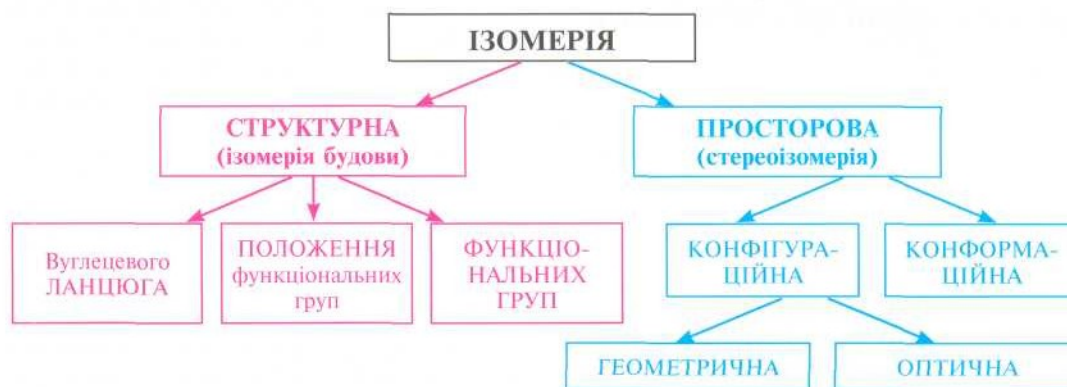 ІЗОМЕРІЯ
СТРУКТУРНА
(ізомерія будови)
ПРОСТОРОВА
(стереоізомерія)
Вуглецевого
ЛАНЦЮГА
ПОЛОЖЕННЯ
функціональних
груп
ФУНКЦІО-
НАЛЬНИХ
ГРУП
КОНФІГУРА-
ЦІЙНА
КОНФОРМА-
ЦІЙНА
ГЕОМЕТРИЧНА
ОПТИЧНА